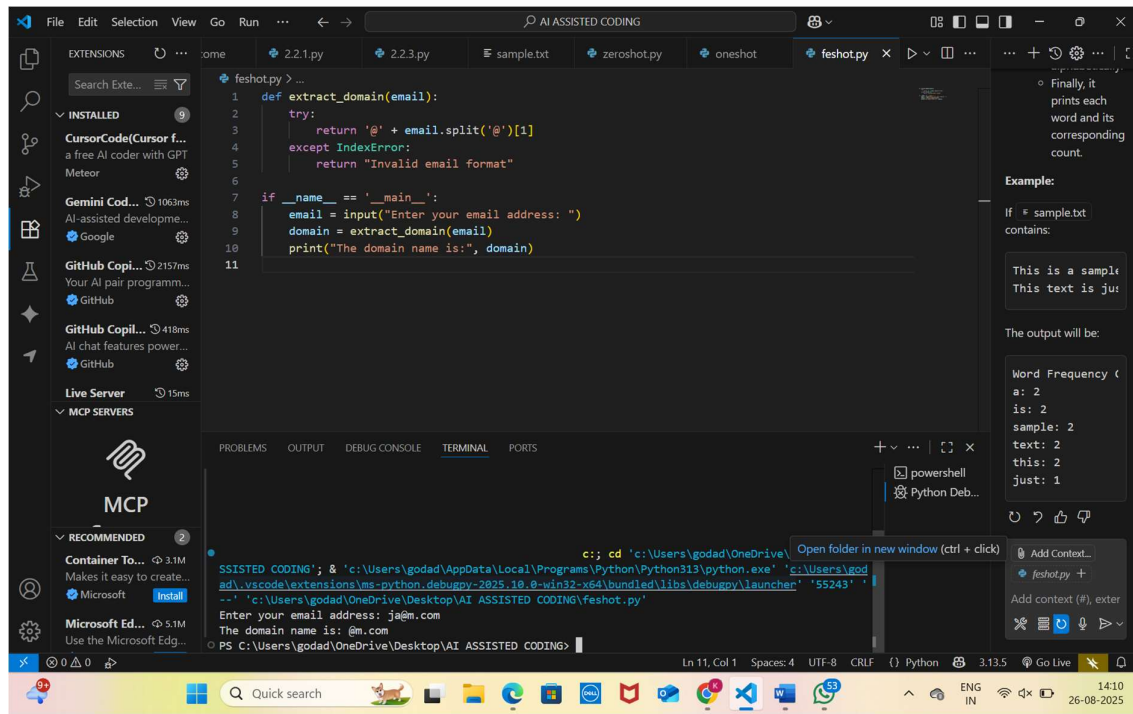 File Edit Selection View Go Run ··· AI ASSISTED CODING
EXTENSIONS
Search Exte...
INSTALLED 9
CursorCode(Cursor f...
a free AI coder with GPT
Meteor
Gemini Cod... 1063ms
AI-assisted developme...
Google
GitHub Copi... 2157ms
Your AI pair programm...
GitHub
GitHub Copil... 418ms
AI chat features power...
GitHub
Live Server 15ms
MCP SERVERS
MCP
RECOMMENDED 2
Container To... 3.1M
Makes it easy to create...
Microsoft Install
Microsoft Ed... 5.1M
Use the Microsoft Edg...
:ome 2.2.1.py 2.2.3.py sample.txt zeroshot.py oneshot feshot.py
feshot.py > ...
1 def extract_domain(email):
2 try:
3 return '@' + email.split('@')[1]
4 except IndexError:
5 return "Invalid email format"
6
7 if __name__ == '__main__':
8 email = input("Enter your email address: ")
9 domain = extract_domain(email)
10 print("The domain name is:", domain)
11
PROBLEMS OUTPUT DEBUG CONSOLE TERMINAL PORTS
powershell
Python Deb...
c:; cd 'c:\Users\godad\OneDrive\
Open folder in new window (ctrl + click)
SSISTED CODING'; & 'c:\Users\godad\AppData\Local\Programs\Python\Python313\python.exe' 'c:\Users\god
ad\.vscode\extensions\ms-python.debugpy-2025.10.0-win32-x64\bundled\libs\debugpy\launcher' '55243' '
--' 'c:\Users\godad\OneDrive\Desktop\AI ASSISTED CODING\feshot.py'
Enter your email address: ja@m.com
The domain name is: @m.com
PS C:\Users\godad\OneDrive\Desktop\AI ASSISTED CODING>
Finally, it
prints each
word and its
corresponding
count.
Example:
If sample.txt
contains:
This is a sample
This text is jus
The output will be:
Word Frequency C
a: 2
is: 2
sample: 2
text: 2
this: 2
just: 1
Add Context...
feshot.py +
Add context (#), exter
0 0 Ln 11, Col 1 Spaces: 4 UTF-8 CRLF {} Python 3.13.5 Go Live
9+ Quick search DELL K 53 ENG 14:10
IN 26-08-2025